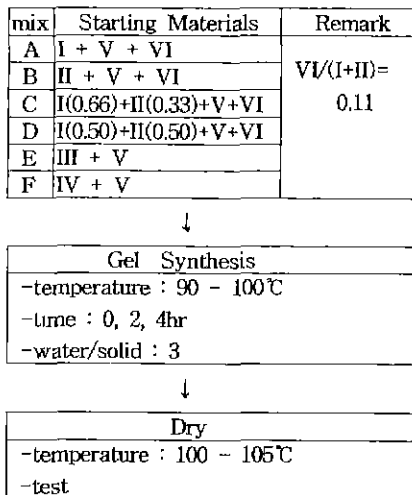 mix Starting Materials Remark
A I + V + VI
B II + V + VI
C I(0.66)+II(0.33)+V+VI
D I(0.50)+II(0.50)+V+VI
E III + V
F IV + V
VI/(I+II)=
0.11
↓
Gel Synthesis
-temperature : 90 - 100℃
-time : 0, 2, 4hr
-water/solid : 3
↓
Dry
-temperature : 100 - 105℃
-test